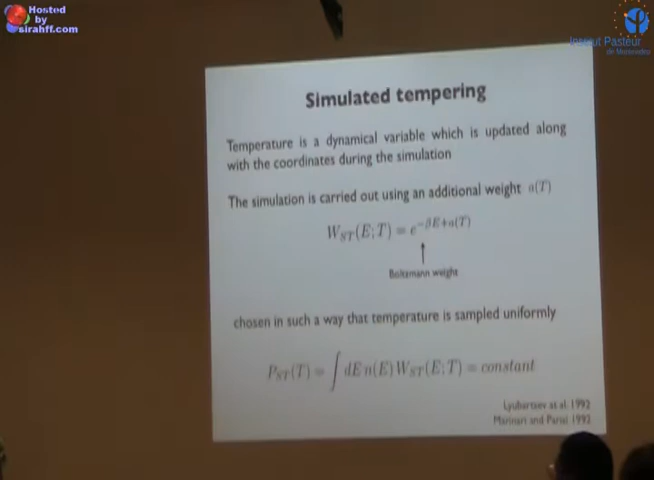 Hosted
by
sirahff.com
Institut Pasteur
de Montevideo
Simulated tempering
Temperature is a dynamical variable which is updated along
with the coordinates during the simulation
The simulation is carried out using an additional weight a(T)
W_ST(E;T) = e^{-βE+a(T)}
Boltzmann weight
chosen in such a way that temperature is sampled uniformly
P_ST(T) = ∫ dE n(E) W_ST(E;T) = constant
Lyubartsev et al. 1992
Marinari and Parisi 1992